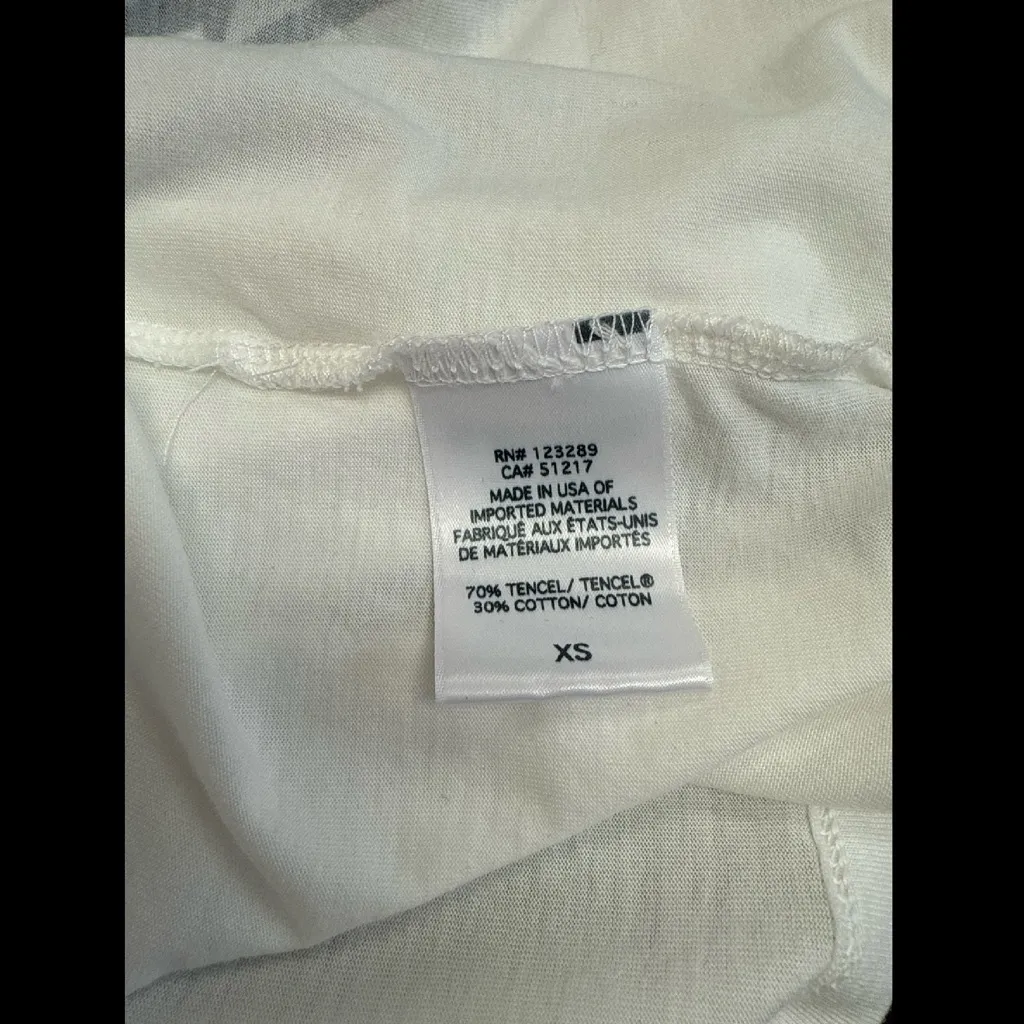 RN# 123289
CA# 51217
MADE IN USA OF
IMPORTED MATERIALS
FABRIQUÉ AUX ÉTATS-UNIS
DE MATÉRIAUX IMPORTÉS
70% TENCEL/ TENCEL®
30% COTTON/ COTON
XS